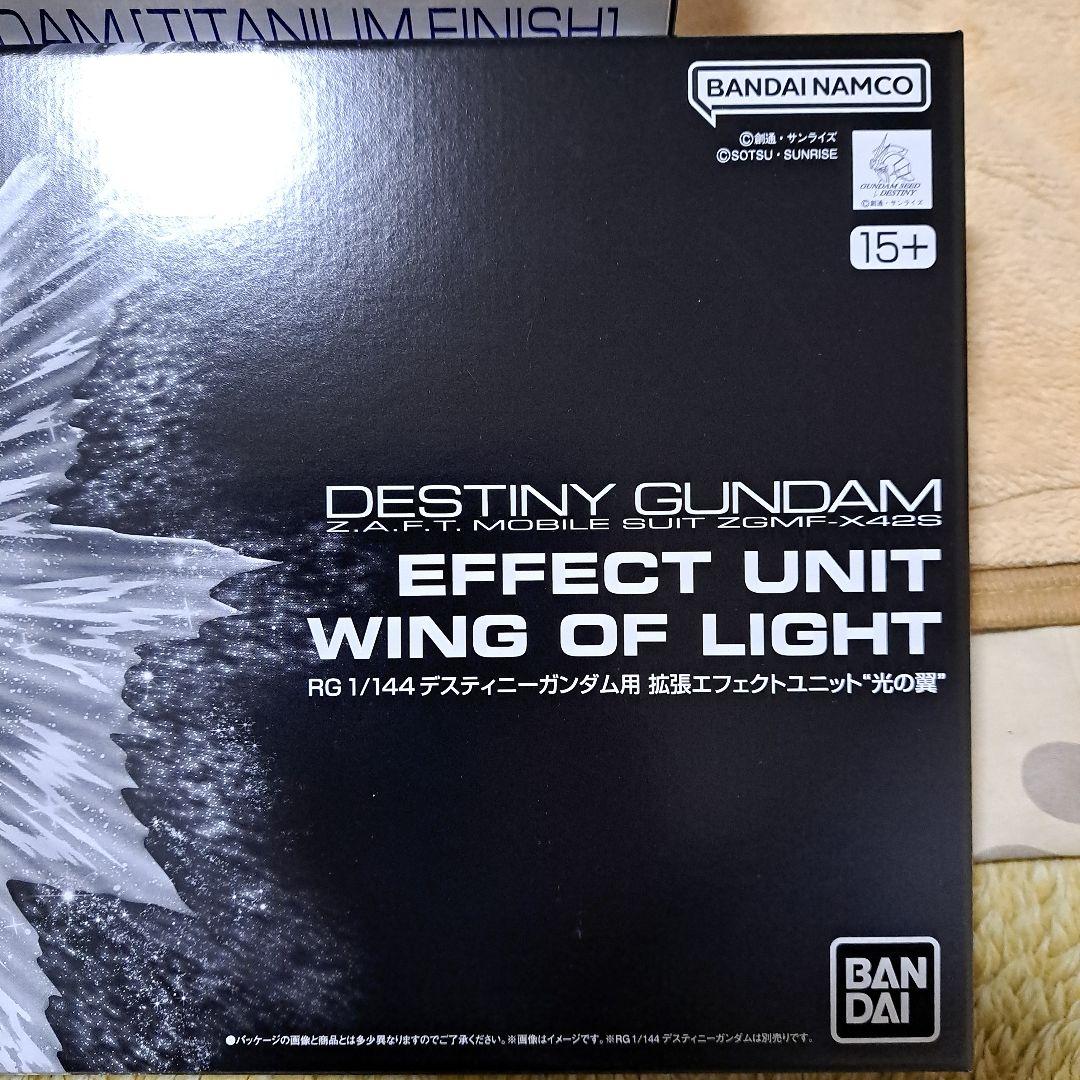 DAM [TITANIUM FINISH]
BANDAI NAMCO
©創通・サンライズ
©SOTSU・SUNRISE
GUNDAM SEED
DESTINY
©創通・サンライズ
15+
DESTINY GUNDAM
Z.A.F.T. MOBILE SUIT ZGMF-X42S
EFFECT UNIT
WING OF LIGHT
RG 1/144 デスティニーガンダム用 拡張エフェクトユニット“光の翼”
BAN
DAI
●パッケージの画像と商品とは多少異なりますのでご了承ください。※画像はイメージです。※RG 1/144 デスティニーガンダムは別売りです。